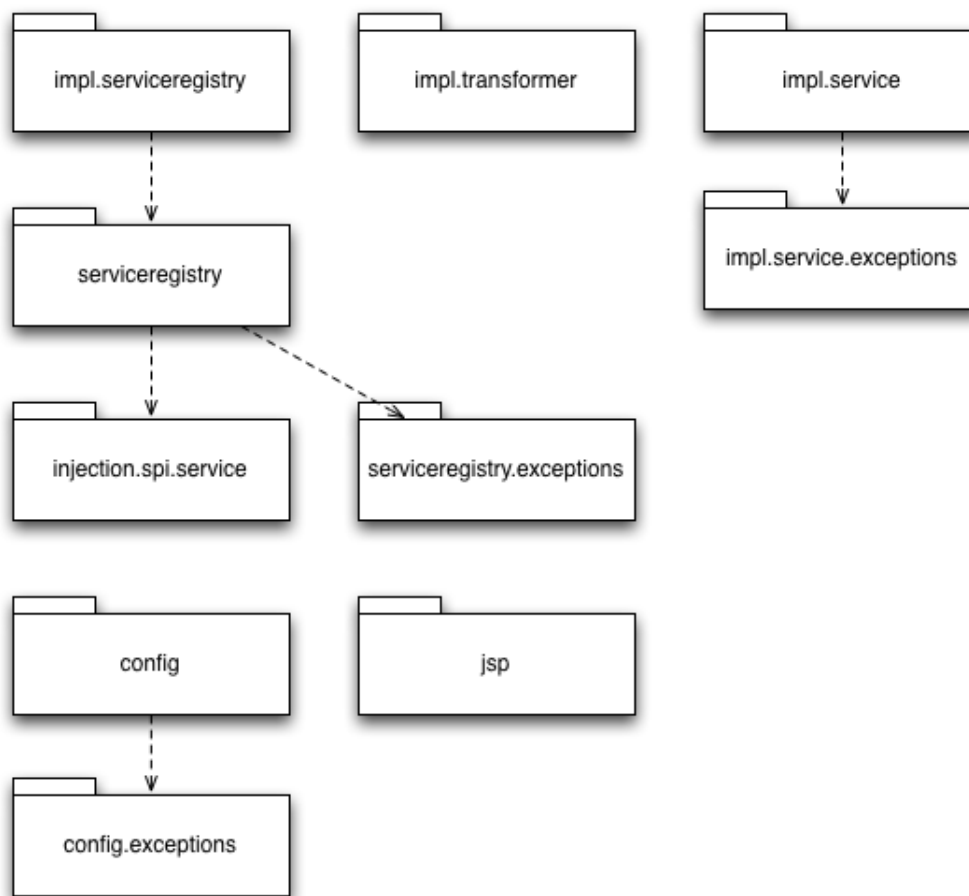 impl.serviceregistry
impl.transformer
impl.service
serviceregistry
impl.service.exceptions
injection.spi.service
serviceregistry.exceptions
config
jsp
config.exceptions